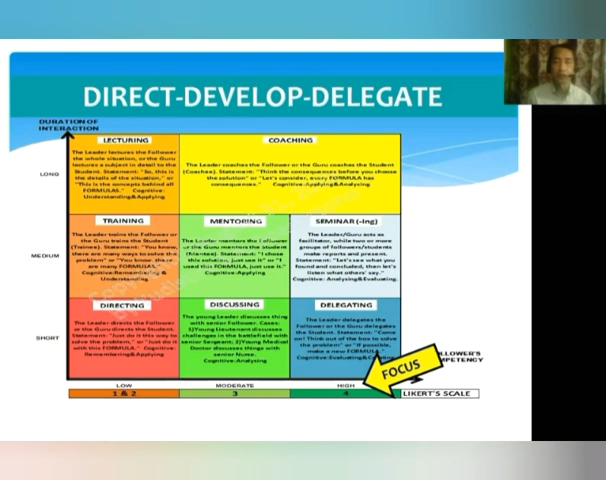 DIRECT-DEVELOP-DELEGATE
DURATION OF
INTERACTION
LONG
LECTURING
The Leader lectures the Follower
the whole situation, or the Guru
lectures a subject in detail to the
Student. Statement: "So, this is
the details of the situation," or
"This is the concepts behind all
FORMULAS." Cognitive:
Understanding&Applying
COACHING
The Leader coaches the Follower or the Guru coaches the Student
(Coachee). Statement: "Think the consequences before you choose
the solution" or "Let's consider, every FORMULA has
consequences." Cognitive:Applying&Analysing
MEDIUM
TRAINING
The Leader trains the Follower
or the Guru trains the Student
(Trainee). Statement: "You know,
there are many ways to solve the
problem" or "You know, there
are many FORMULAS."
Cognitive:Remembering &
Understanding
MENTORING
The Leader mentors the Follower
or the Guru mentors the Student
(Mentee). Statement: "I chose
this solution, just use it" or "I
used this FORMULA, just use it."
Cognitive:Applying
SEMINAR (-ing)
The Leader/Guru acts as
facilitator, while two or more
groups of followers/students
make reports and present.
Statement: "Let's see what you
found and concluded, then let's
listen what others' say."
Cognitive: Analysing&Evaluating
SHORT
DIRECTING
The Leader directs the Follower
or the Guru directs the Student.
Statement: "Just do it this way to
solve the problem," or "Just do it
with this FORMULA." Cognitive:
Remembering&Applying
DISCUSSING
The young Leader discusses thing
with senior Follower. Cases:
1)Young Lieutenant discusses
challenges in the battlefield with
senior Sergeant; 2)Young Medical
Doctor discusses things with
senior Nurse.
Cognitive:Analysing
DELEGATING
The Leader delegates the
Follower or the Guru delegates
the Student. Statement: "Come
on! Think out of the box to solve
the problem" or "If possible,
make a new FORMULA."
Cognitive:Evaluating&
FOCUS
LOW
MODERATE
HIGH
1 & 2
3
4
LIKERT'S SCALE